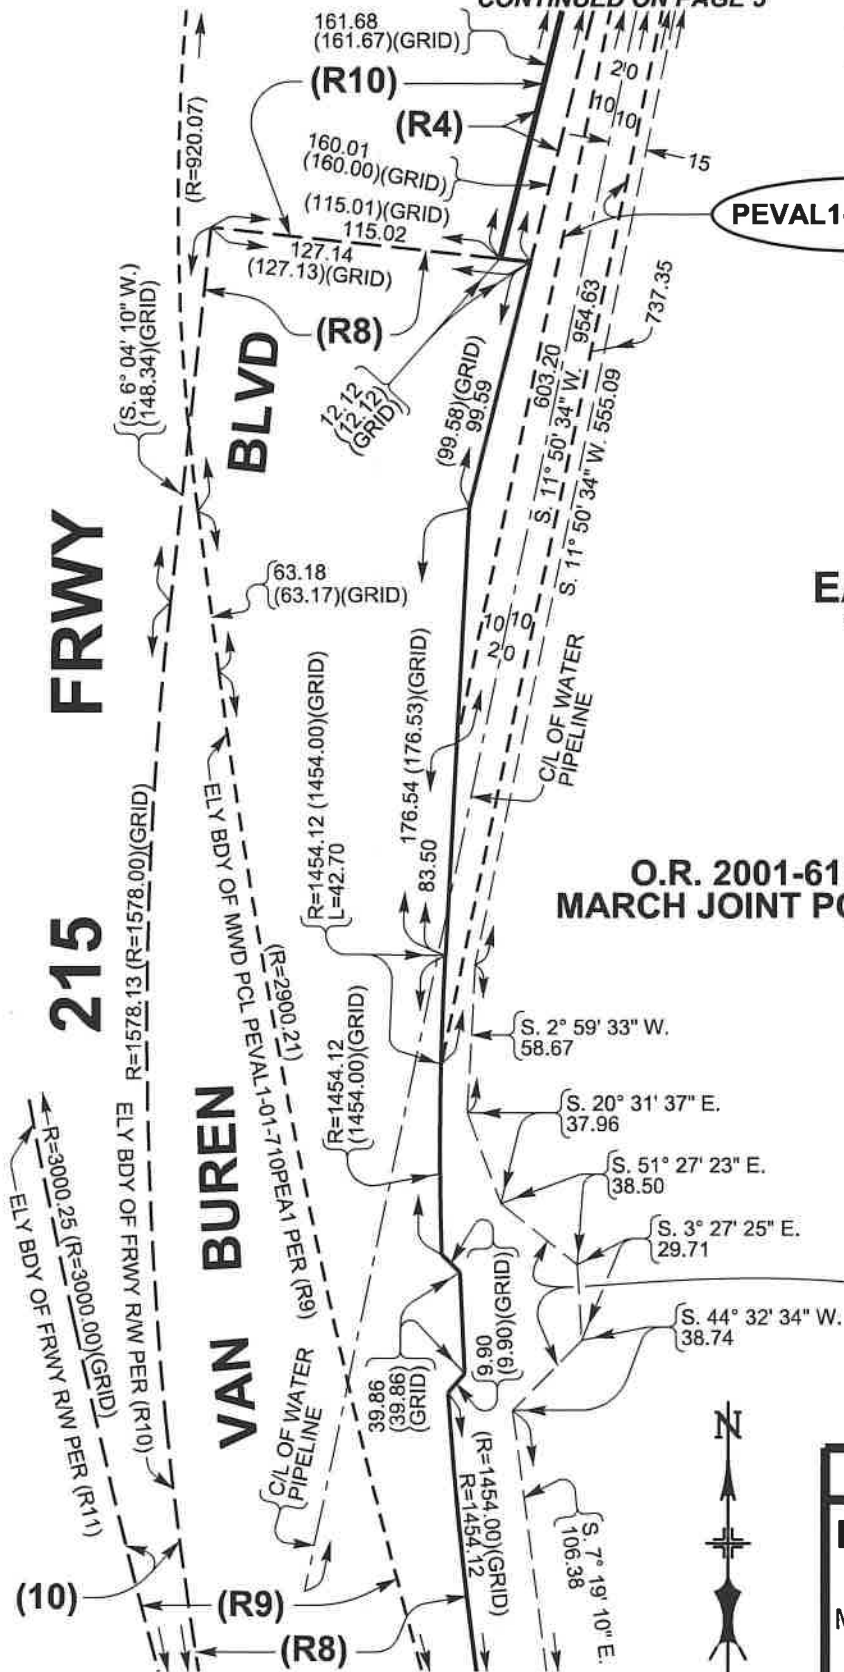 CONTINUED ON PAGE 5
161.68
(161.67)(GRID)
(R10)
(R4)
(R=920.07)
160.01
(160.00)(GRID)
(115.01)(GRID)
115.02
127.14
(127.13)(GRID)
20
10
10
15
PEVAL1-
(S. 6° 04' 10" W.)
(148.34)(GRID)
(R8)
BLVD
12.12
(12.12)
(GRID)
(99.58)(GRID)
99.59
603.20
S. 11° 50' 34" W. 954.63
737.35
S. 11° 50' 34" W. 555.09
FRWY
63.18
(63.17)(GRID)
10
10
20
C/L OF WATER
PIPELINE
R=1454.12 (1454.00)(GRID)
L=42.70
176.54 (176.53)(GRID)
83.50
ELY BDY OF MWD PCL PEVAL1-01-710PEA1 PER (R9)
(R=2900.21)
O.R. 2001-61
MARCH JOINT PO
215
R=1578.13 (R=1578.00)(GRID)
ELY BDY OF FRWY R/W PER (R10)
R=1454.12
(1454.00)(GRID)
S. 2° 59' 33" W.
58.67
S. 20° 31' 37" E.
37.96
S. 51° 27' 23" E.
38.50
S. 3° 27' 25" E.
29.71
S. 44° 32' 34" W.
38.74
R=3000.25 (R=3000.00)(GRID)
ELY BDY OF FRWY R/W PER (R11)
VAN BUREN
(9.90)(GRID)
9.90
39.86
(39.86)
(GRID)
C/L OF WATER
PIPELINE
(R=1454.00)(GRID)
R=1454.12
S. 7° 19' 10" E.
106.38
N
(10)
(R9)
(R8)